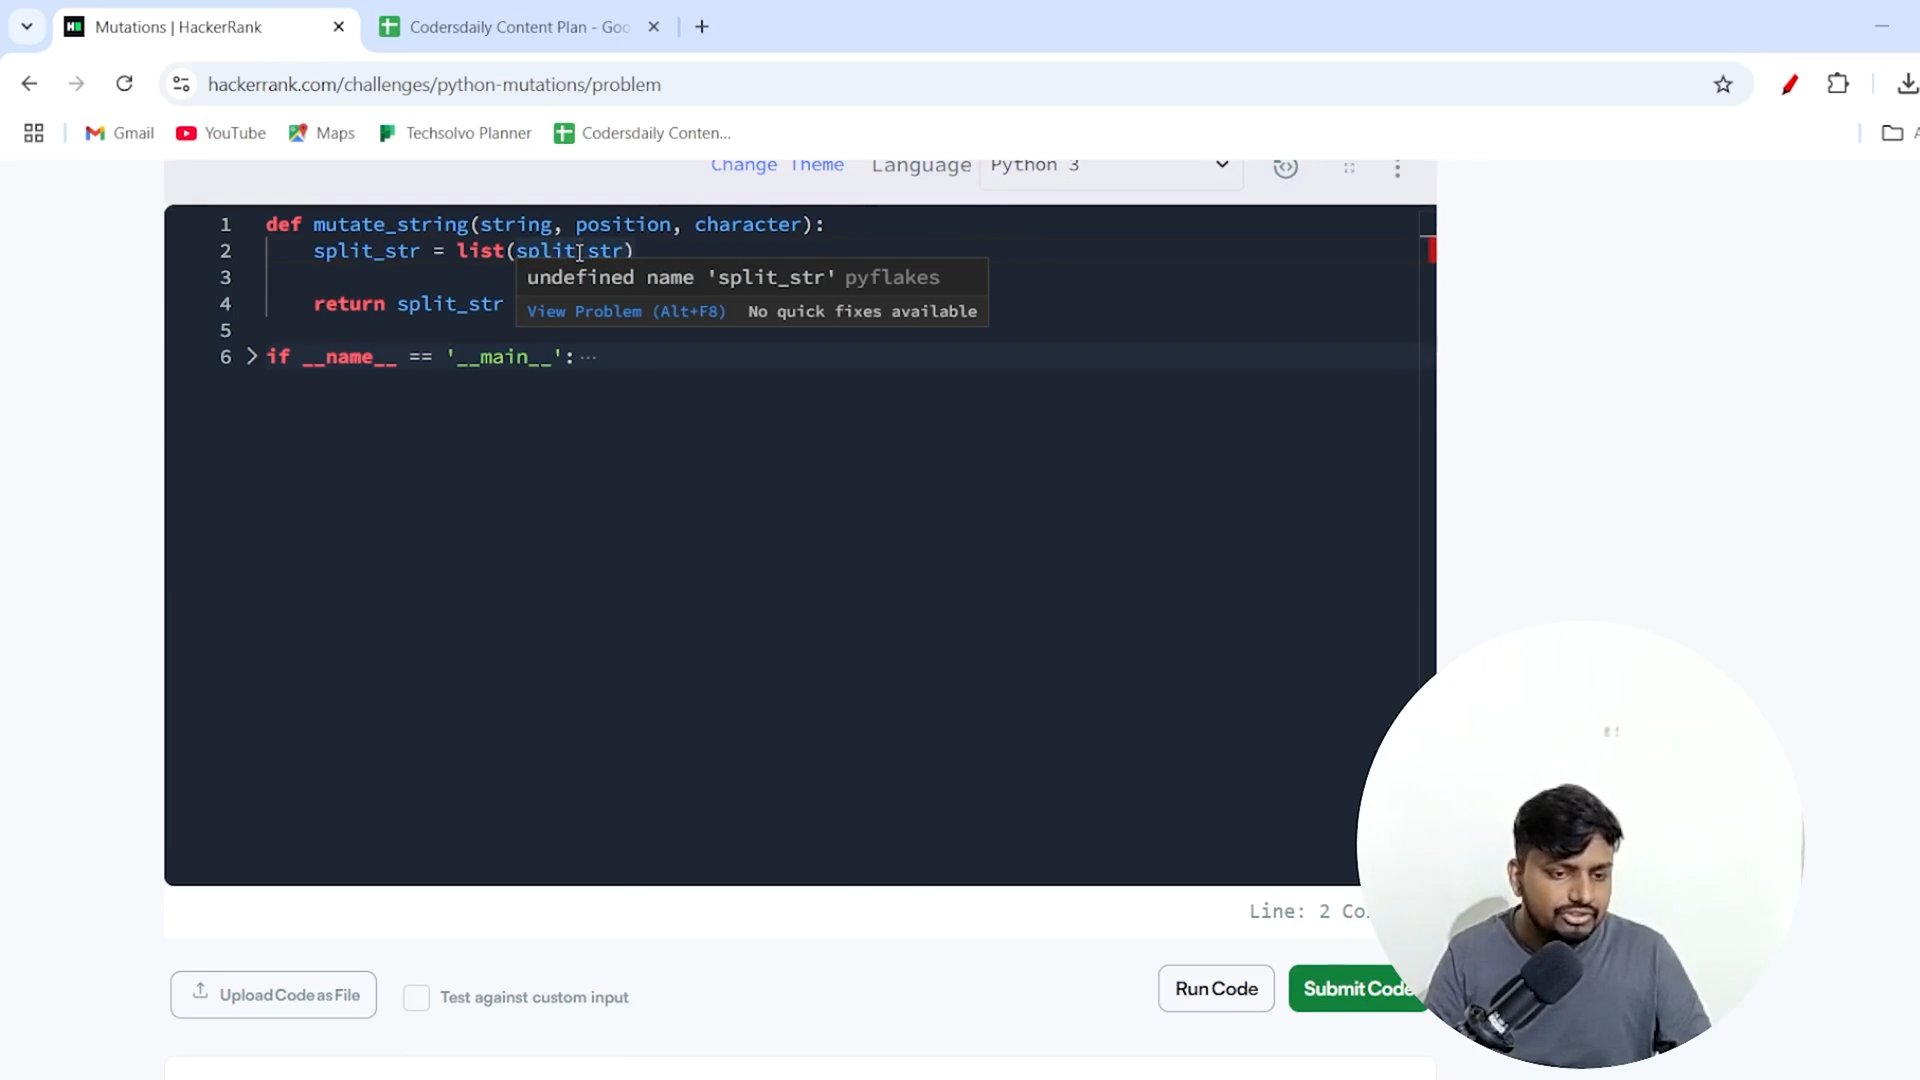 Mutations | HackerRank
Codersdaily Content Plan - Goo
hackerrank.com/challenges/python-mutations/problem
Gmail
YouTube
Maps
Techsolvo Planner
Codersdaily Conten...
Change Theme
Language
Python 3
1 def mutate_string(string, position, character):
2 split_str = list(split_str)
3
undefined name 'split_str' pyflakes
4 return split_str
View Problem (Alt+F8) No quick fixes available
5
6 if __name__ == '__main__': ...
Line: 2 Co
Upload Code as File
Test against custom input
Run Code
Submit Code